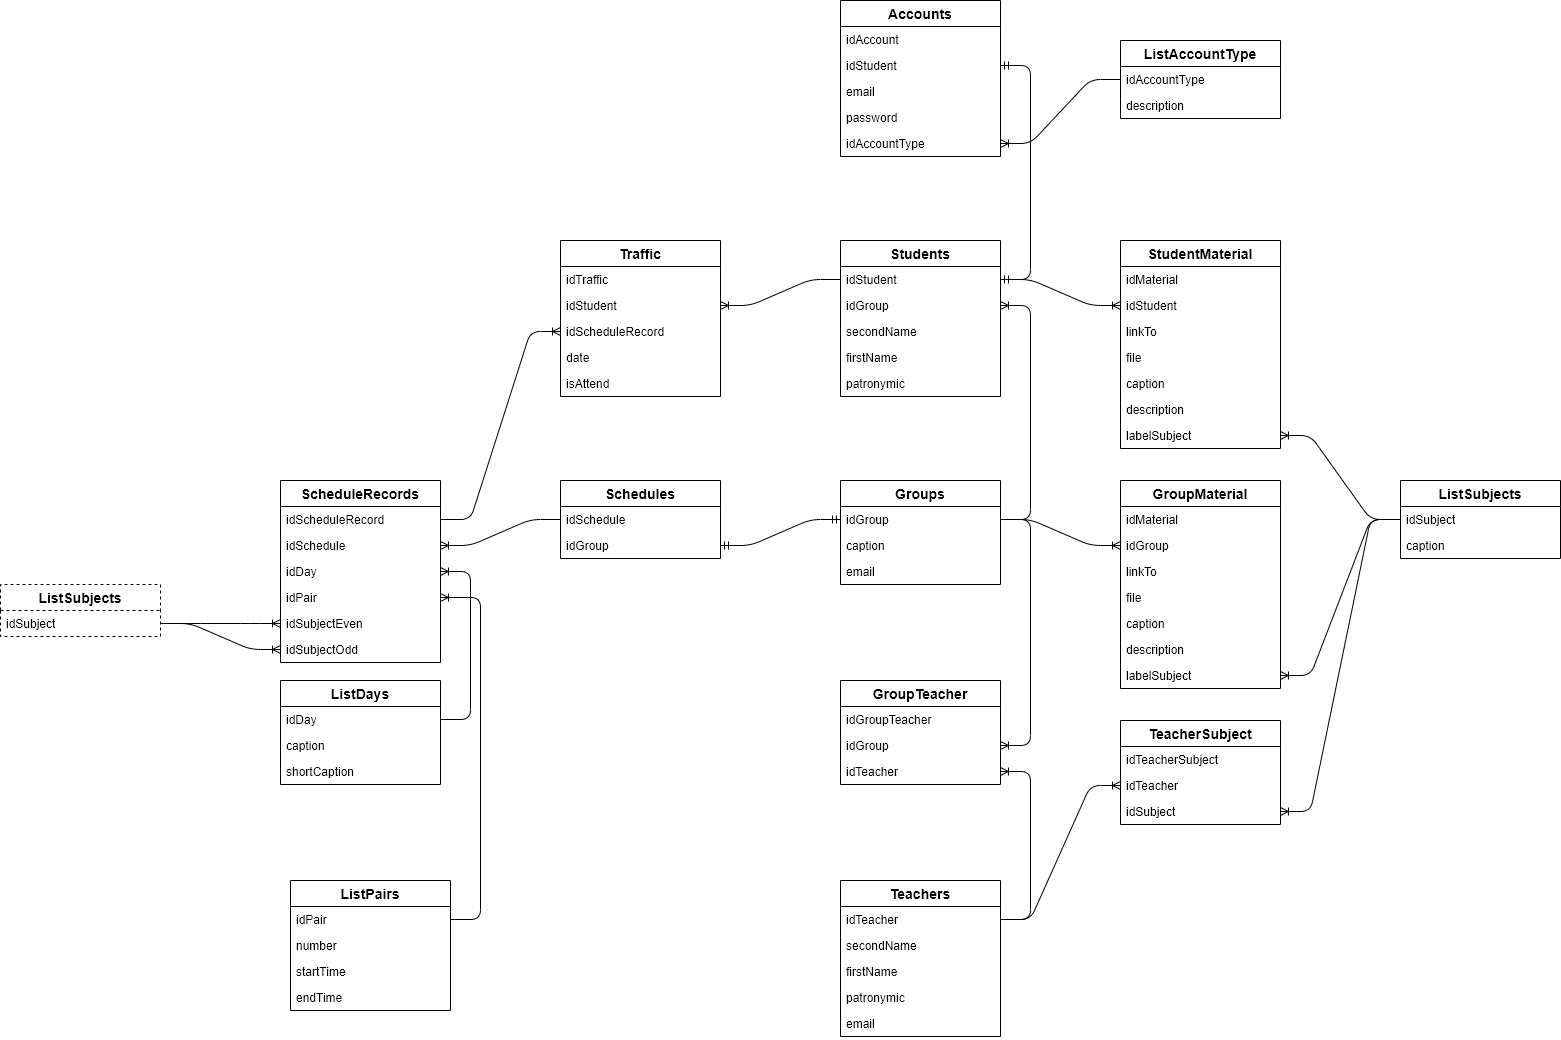 Accounts
idAccount
idStudent
email
password
idAccountType
ListAccountType
idAccountType
description
Traffic
idTraffic
idStudent
idScheduleRecord
date
isAttend
Students
idStudent
idGroup
secondName
firstName
patronymic
StudentMaterial
idMaterial
idStudent
linkTo
file
caption
description
labelSubject
ScheduleRecords
idScheduleRecord
idSchedule
idDay
idPair
idSubjectEven
idSubjectOdd
Schedules
idSchedule
idGroup
Groups
idGroup
caption
email
GroupMaterial
idMaterial
idGroup
linkTo
file
caption
description
labelSubject
ListSubjects
idSubject
caption
ListSubjects
idSubject
ListDays
idDay
caption
shortCaption
GroupTeacher
idGroupTeacher
idGroup
idTeacher
TeacherSubject
idTeacherSubject
idTeacher
idSubject
ListPairs
idPair
number
startTime
endTime
Teachers
idTeacher
secondName
firstName
patronymic
email